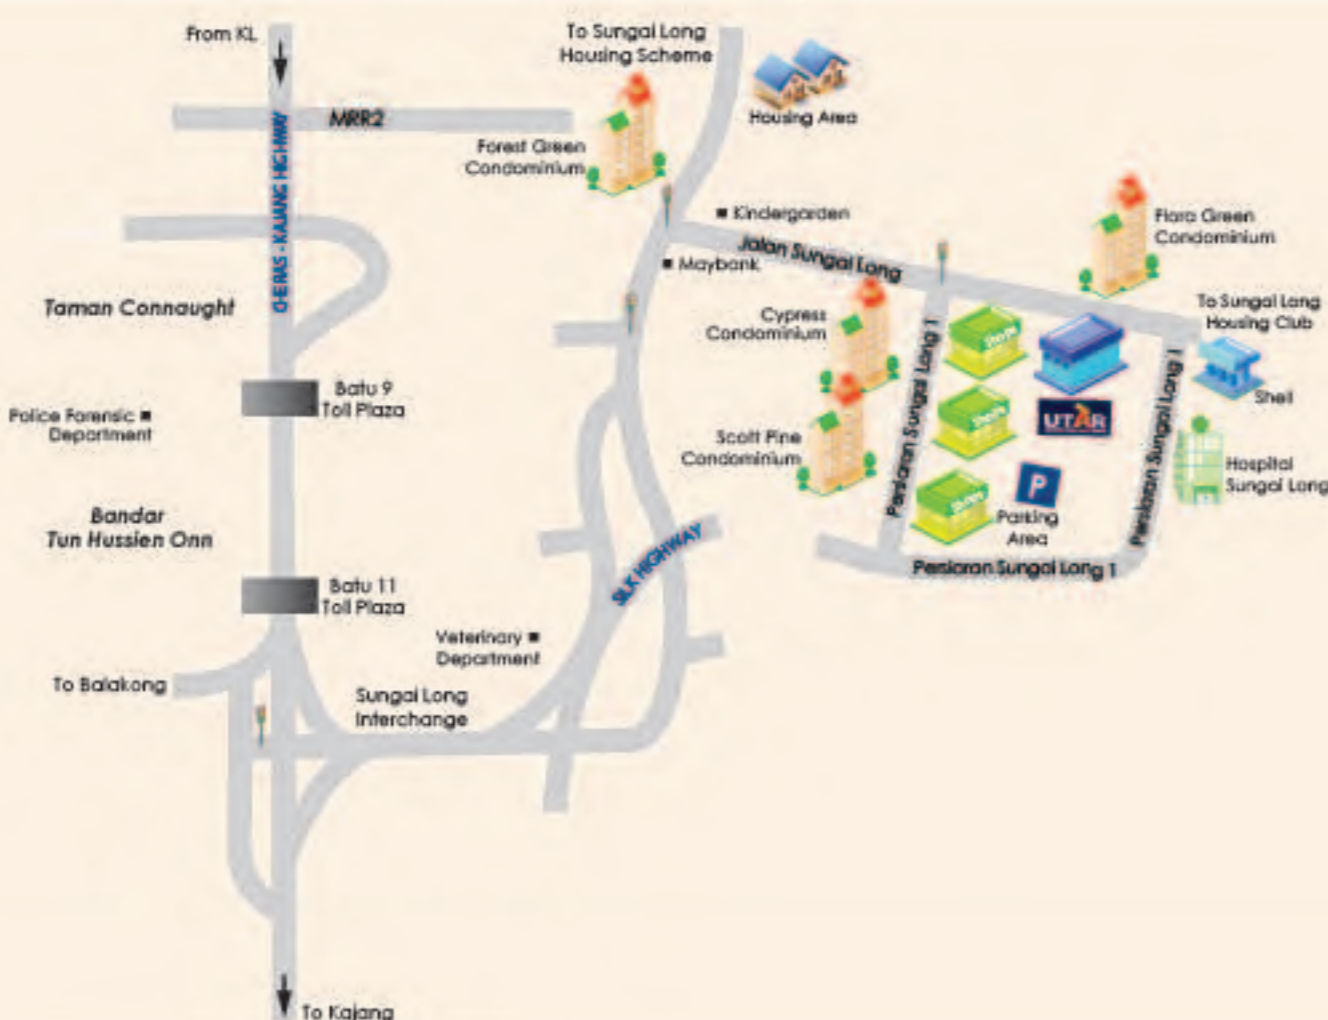 From KL
To Sungai Long
Housing Scheme
Housing Area
MRR2
CHERAS - KAJANG HIGHWAY
Forest Green
Condominium
Kindergarden
Jalan Sungai Long
Maybank
Flora Green
Condominium
Taman Connaught
Cypress
Condominium
To Sungai Long
Housing Club
Shell
Batu 9
Toll Plaza
Police Forensic
Department
Persiaran Sungai Long 1
Shops
Shops
Shops
UTAR
Persiaran Sungai Long 1
Scott Pine
Condominium
Hospital
Sungai Long
P
Parking
Area
Bandar
Tun Hussien Onn
SILK HIGHWAY
Persiaran Sungai Long 1
Batu 11
Toll Plaza
Veterinary
Department
To Balakong
Sungai Long
Interchange
To Kajang